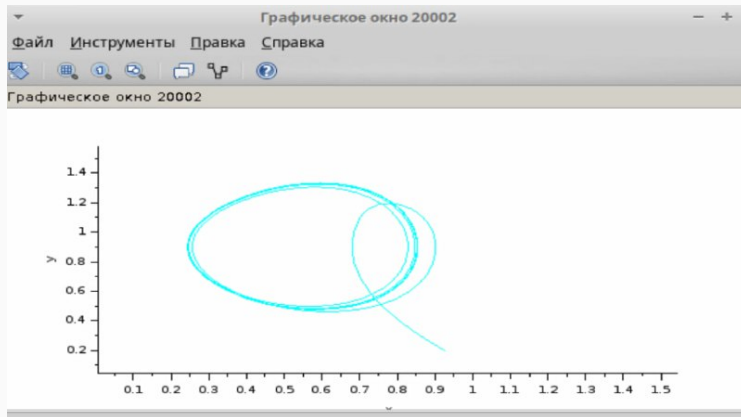 Графическое окно 20002
Файл Инструменты Правка Справка
Графическое окно 20002
1.4
1.2
1
y
0.8
0.6
0.4
0.2
0.1 0.2 0.3 0.4 0.5 0.6 0.7 0.8 0.9 1 1.1 1.2 1.3 1.4 1.5